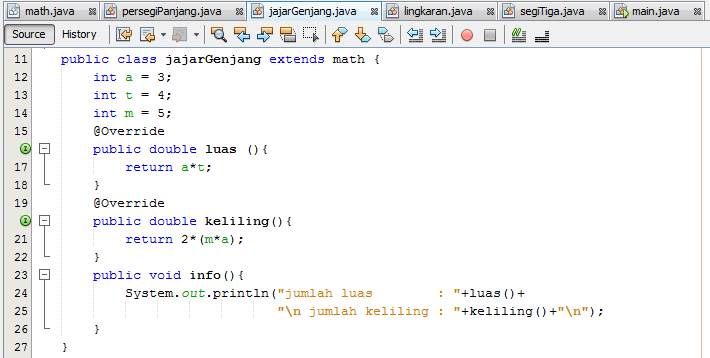 math.java persegiPanjang.java jajarGenjang.java lingkaran.java segiTiga.java main.java
Source History
11 public class jajarGenjang extends math {
12 int a = 3;
13 int t = 4;
14 int m = 5;
15 @Override
public double luas (){
17 return a*t;
18 }
19 @Override
public double keliling(){
21 return 2*(m*a);
22 }
23 public void info(){
24 System.out.println("jumlah luas        : "+luas()+
25 "\n jumlah keliling : "+keliling()+"\n");
26 }
27 }